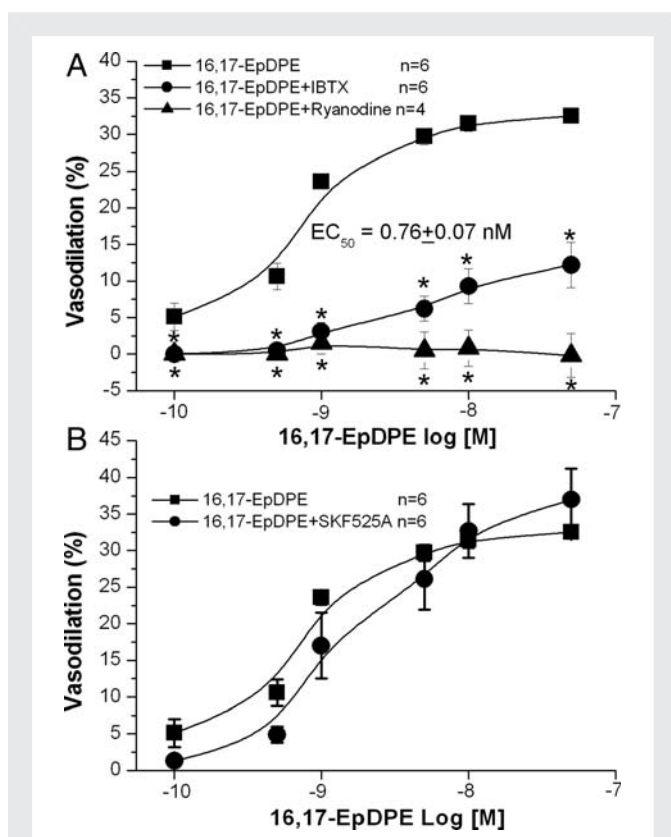 A
16,17-EpDPE n=6
16,17-EpDPE+IBTX n=6
16,17-EpDPE+Ryanodine n=4
EC50 = 0.76±0.07 nM
* * * * * *
* * * * * *
Vasodilation (%)
40
35
30
25
20
15
10
5
0
-5
-10 -9 -8 -7
16,17-EpDPE log [M]
B
16,17-EpDPE n=6
16,17-EpDPE+SKF525A n=6
Vasodilation (%)
45
40
35
30
25
20
15
10
5
0
-10 -9 -8 -7
16,17-EpDPE Log [M]